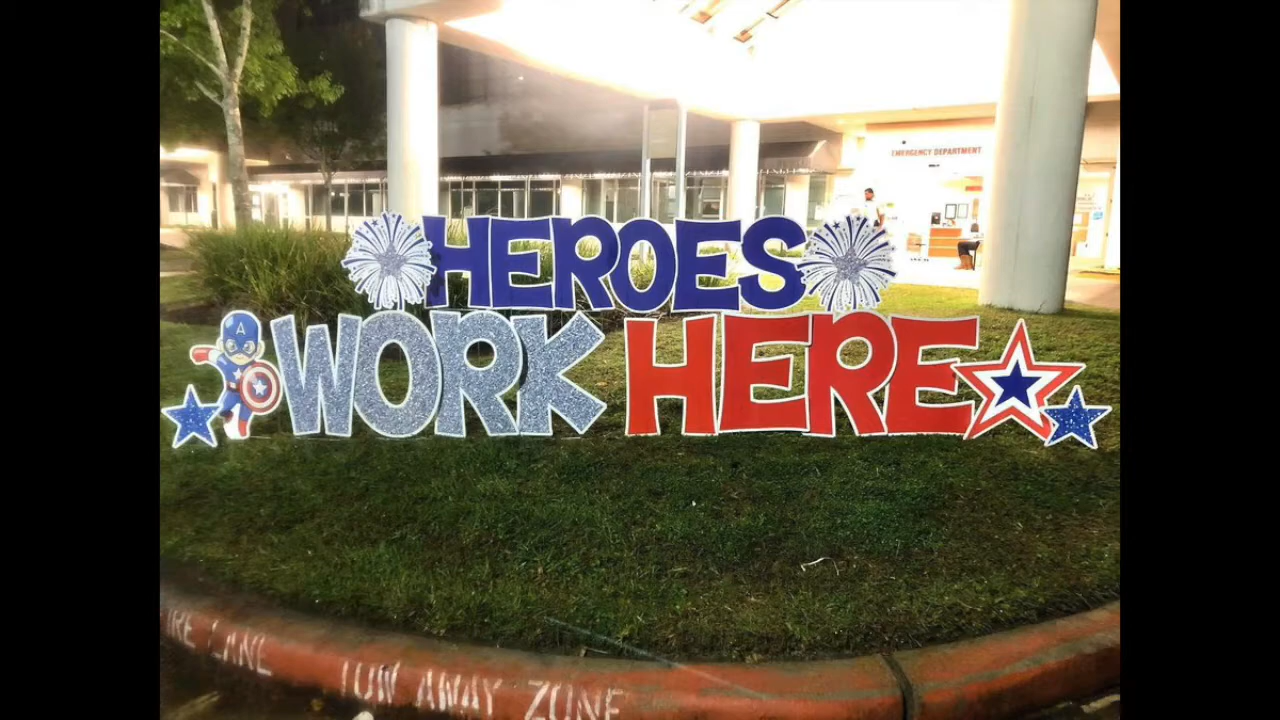 EMERGENCY DEPARTMENT
HEROES
WORK HERE
A
FIRE LANE
TOW AWAY ZONE